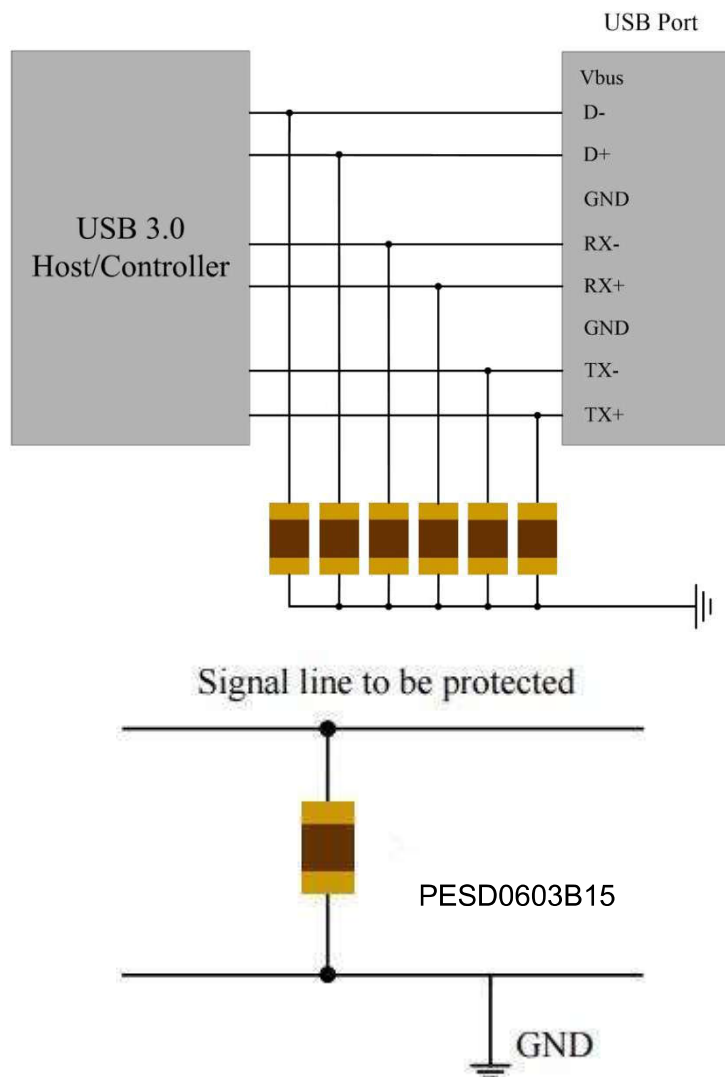 USB Port
Vbus
D-
D+
GND
USB 3.0
Host/Controller
RX-
RX+
GND
TX-
TX+
Signal line to be protected
PESD0603B15
GND